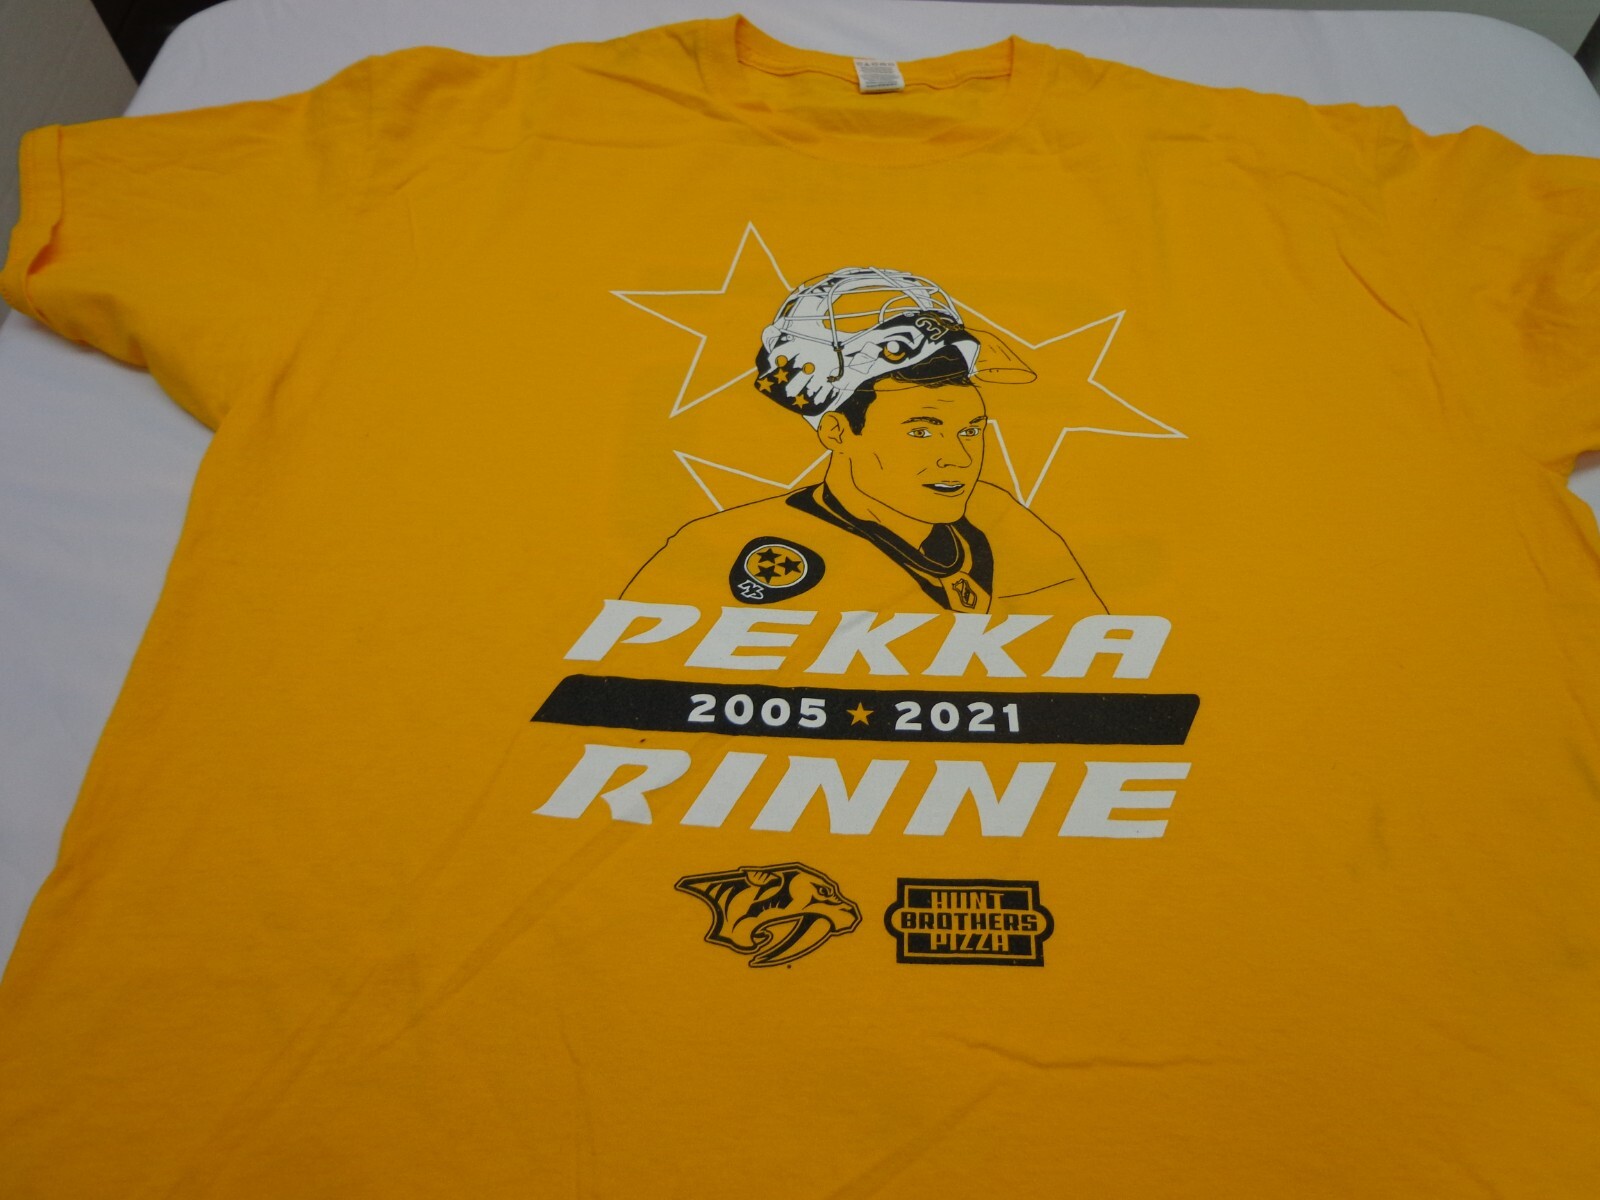 PEKKA
2005 ★ 2021
RINNE
HUNT
BROTHERS
PIZZA